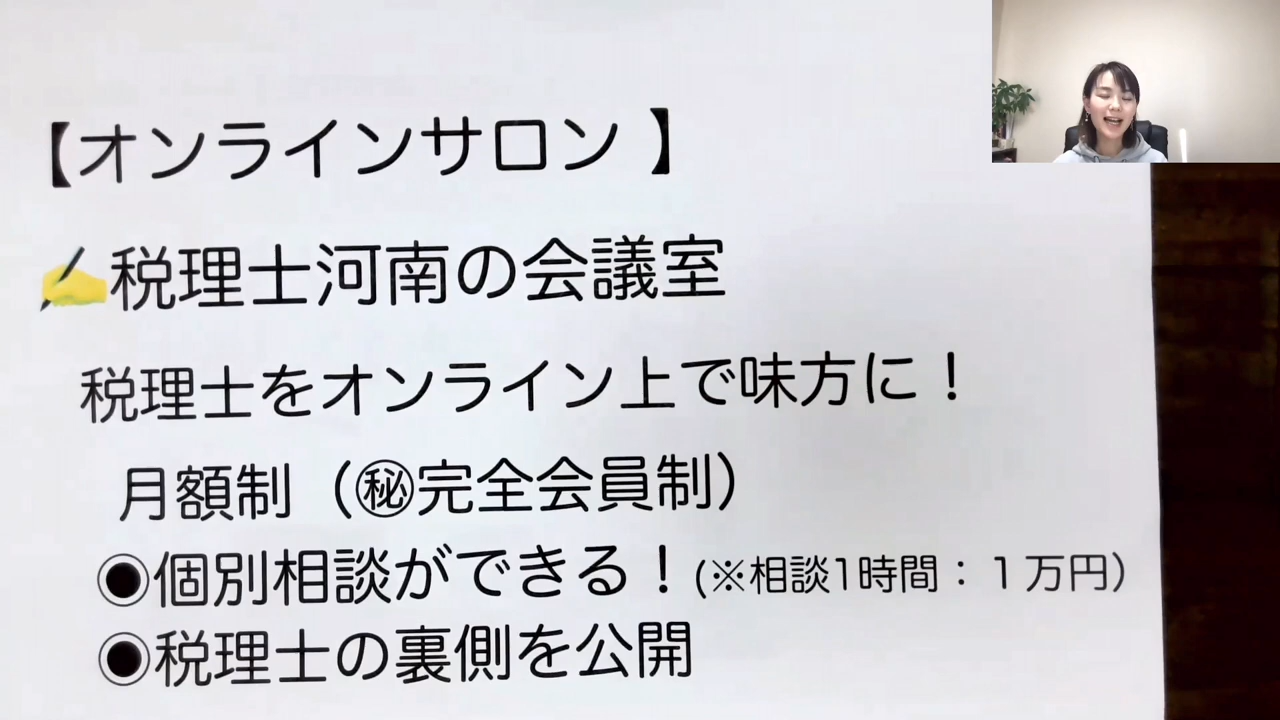 【オンラインサロン 】
✍税理士河南の会議室
税理士をオンライン上で味方に！
月額制（㊙完全会員制）
◉個別相談ができる！(※相談1時間：１万円）
◉税理士の裏側を公開